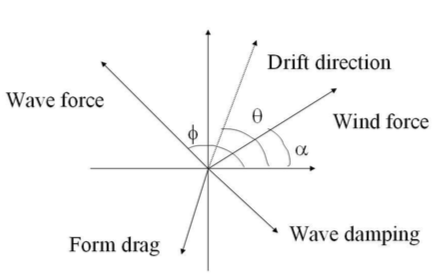 Drift direction
Wave force
θ
Wind force
ϕ
α
Form drag
Wave damping